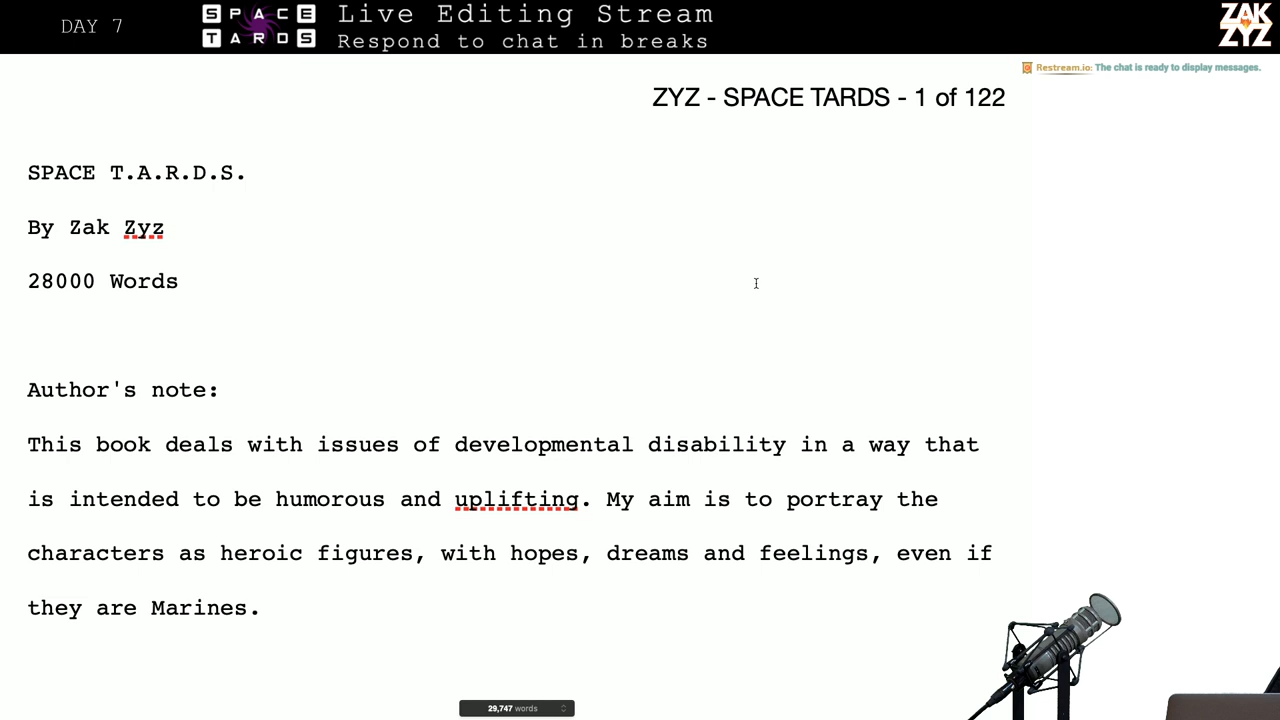 DAY 7
SPACE
TARDS
Live Editing Stream
Respond to chat in breaks
ZAK
ZYZ
Restream.io: The chat is ready to display messages.
ZYZ - SPACE TARDS - 1 of 122
SPACE T.A.R.D.S.
By Zak Zyz
28000 Words
Author's note:
This book deals with issues of developmental disability in a way that
is intended to be humorous and uplifting. My aim is to portray the
characters as heroic figures, with hopes, dreams and feelings, even if
they are Marines.
29,747 words